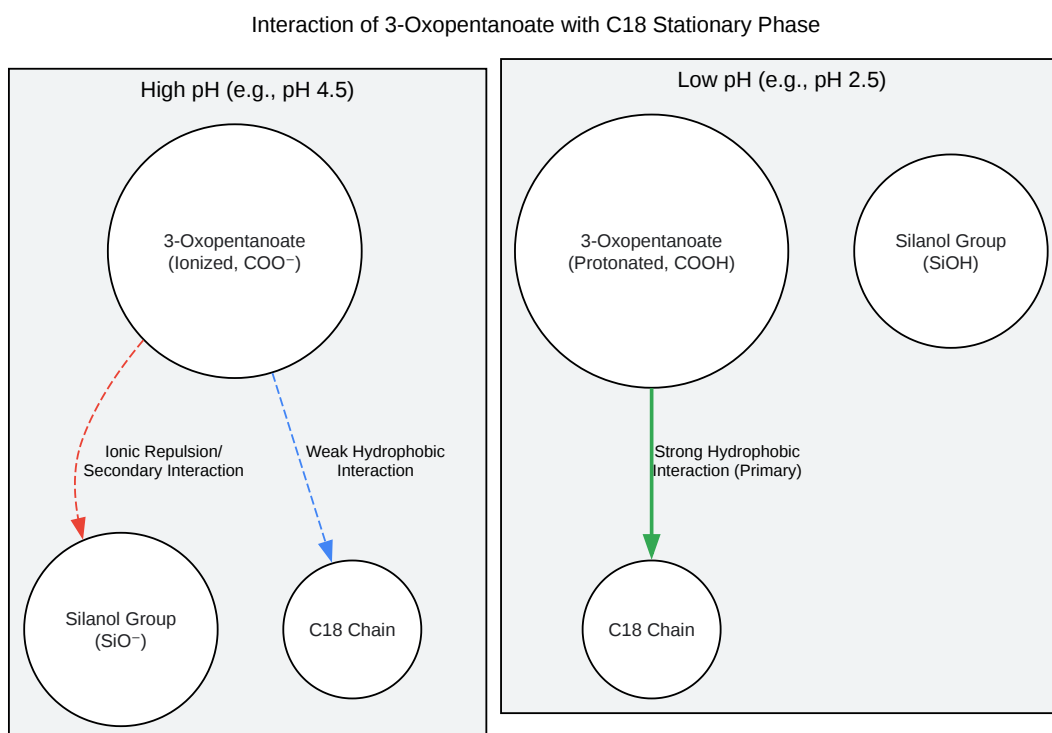 Interaction of 3-Oxopentanoate with C18 Stationary Phase
High pH (e.g., pH 4.5)
3-Oxopentanoate
(Ionized, COO⁻)
Ionic Repulsion/
Secondary Interaction
Weak Hydrophobic
Interaction
Silanol Group
(SiO⁻)
C18 Chain
Low pH (e.g., pH 2.5)
3-Oxopentanoate
(Protonated, COOH)
Silanol Group
(SiOH)
Strong Hydrophobic
Interaction (Primary)
C18 Chain